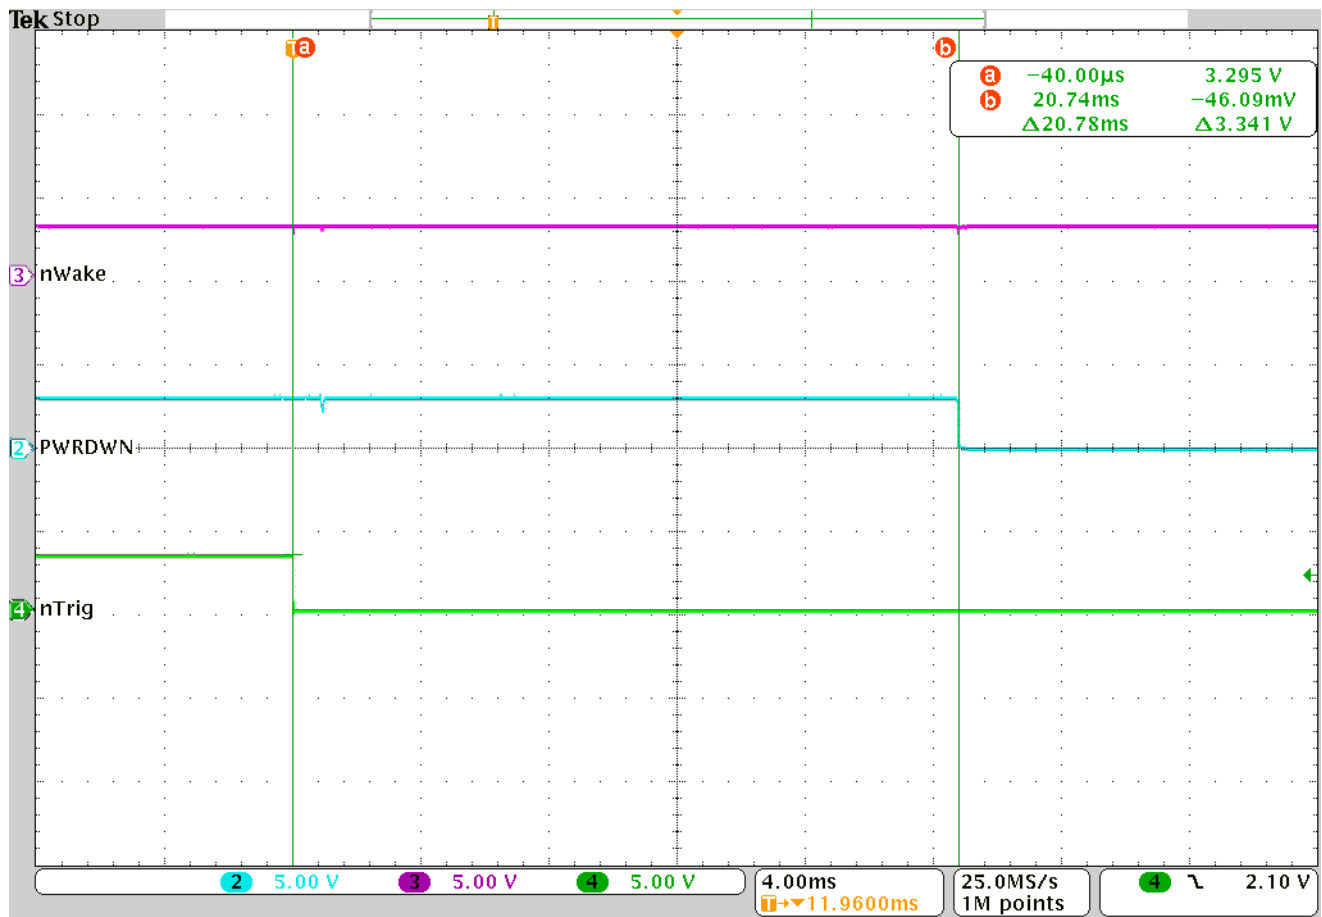 Tek Stop
T
T a
b
a −40.00μs 3.295 V
b 20.74ms −46.09mV
Δ20.78ms Δ3.341 V
3 nWake
2 PWRDWN
4 nTrig
2 5.00 V 3 5.00 V 4 5.00 V
4.00ms
T→▼11.9600ms
25.0MS/s
1M points
4 2.10 V